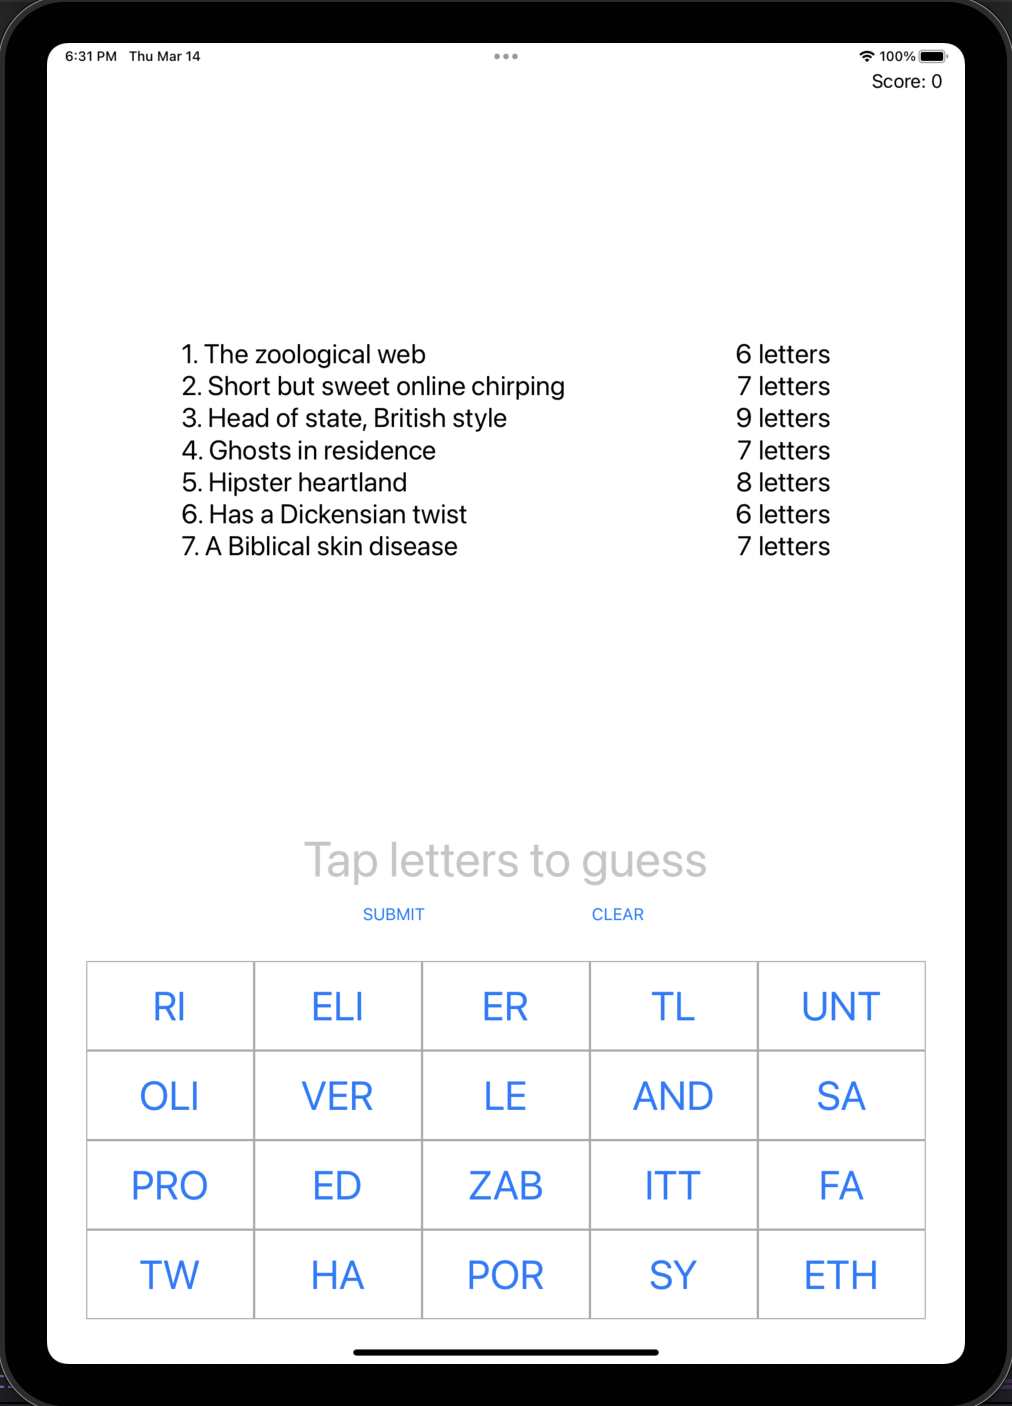 6:31 PM Thu Mar 14
100%
Score: 0
1. The zoological web 6 letters
2. Short but sweet online chirping 7 letters
3. Head of state, British style 9 letters
4. Ghosts in residence 7 letters
5. Hipster heartland 8 letters
6. Has a Dickensian twist 6 letters
7. A Biblical skin disease 7 letters
Tap letters to guess
SUBMIT CLEAR
RI ELI ER TL UNT
OLI VER LE AND SA
PRO ED ZAB ITT FA
TW HA POR SY ETH